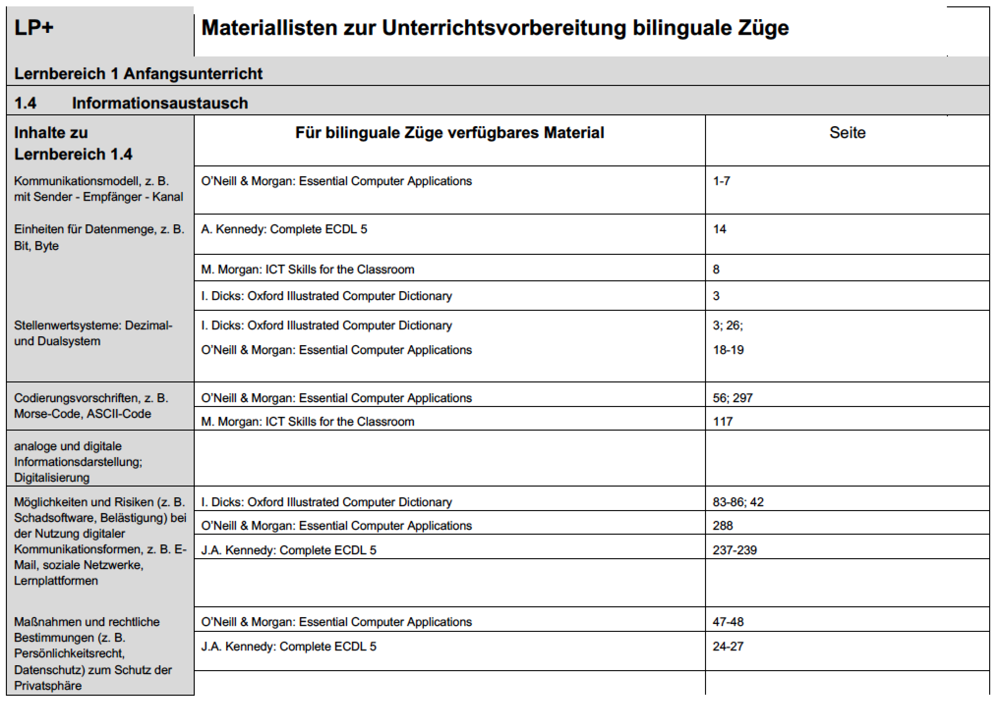 LP+ Materiallisten zur Unterrichtsvorbereitung bilinguale Züge
Lernbereich 1 Anfangsunterricht
1.4 Informationsaustausch
Inhalte zu
Lernbereich 1.4
Für bilinguale Züge verfügbares Material
Seite
Kommunikationsmodell, z. B.
mit Sender - Empfänger - Kanal
O'Neill & Morgan: Essential Computer Applications
1-7
Einheiten für Datenmenge, z. B.
Bit, Byte
A. Kennedy: Complete ECDL 5
14
M. Morgan: ICT Skills for the Classroom
8
I. Dicks: Oxford Illustrated Computer Dictionary
3
Stellenwertsysteme: Dezimal-
und Dualsystem
I. Dicks: Oxford Illustrated Computer Dictionary
3; 26;
O'Neill & Morgan: Essential Computer Applications
18-19
Codierungsvorschriften, z. B.
Morse-Code, ASCII-Code
O'Neill & Morgan: Essential Computer Applications
56; 297
M. Morgan: ICT Skills for the Classroom
117
analoge und digitale
Informationsdarstellung;
Digitalisierung
Möglichkeiten und Risiken (z. B.
Schadsoftware, Belästigung) bei
der Nutzung digitaler
Kommunikationsformen, z. B. E-
Mail, soziale Netzwerke,
Lernplattformen
I. Dicks: Oxford Illustrated Computer Dictionary
83-86; 42
O'Neill & Morgan: Essential Computer Applications
288
J.A. Kennedy: Complete ECDL 5
237-239
Maßnahmen und rechtliche
Bestimmungen (z. B.
Persönlichkeitsrecht,
Datenschutz) zum Schutz der
Privatsphäre
O'Neill & Morgan: Essential Computer Applications
47-48
J.A. Kennedy: Complete ECDL 5
24-27